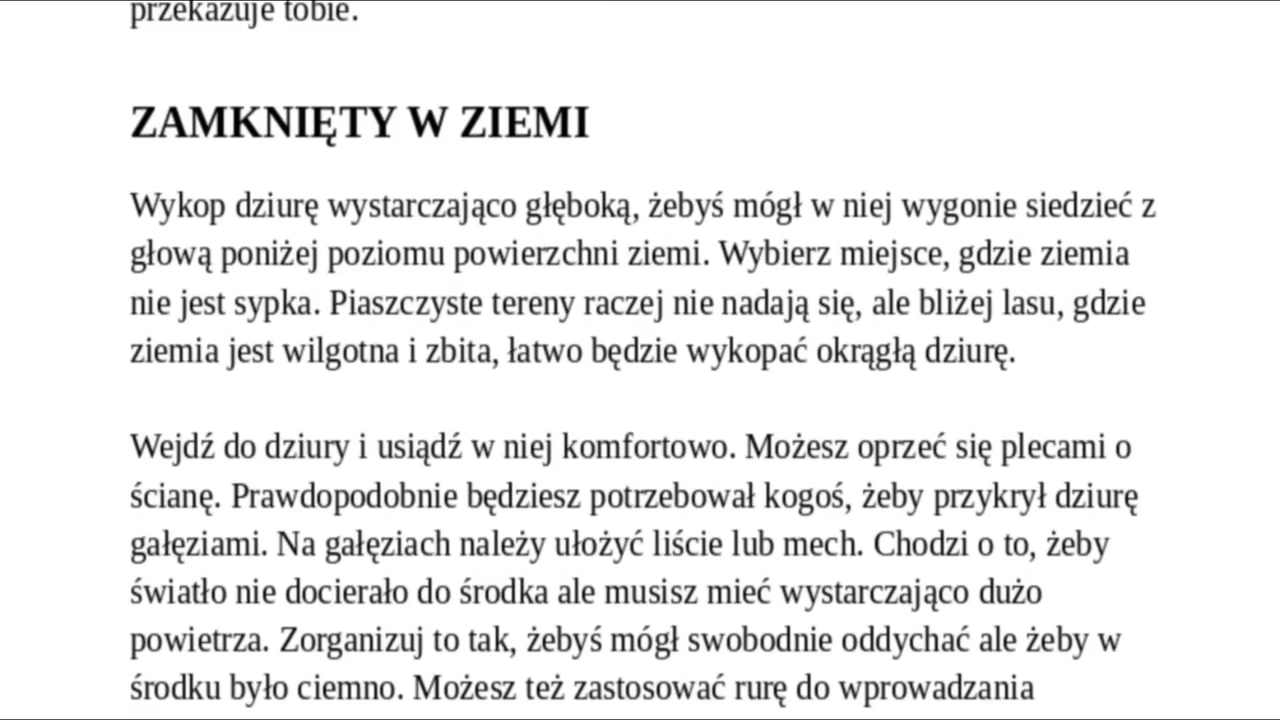 przekazuje tobie.
ZAMKNIĘTY W ZIEMI
Wykop dziurę wystarczająco głęboką, żebyś mógł w niej wygonie siedzieć z
głową poniżej poziomu powierzchni ziemi. Wybierz miejsce, gdzie ziemia
nie jest sypka. Piaszczyste tereny raczej nie nadają się, ale bliżej lasu, gdzie
ziemia jest wilgotna i zbita, łatwo będzie wykopać okrągłą dziurę.
Wejdź do dziury i usiądź w niej komfortowo. Możesz oprzeć się plecami o
ścianę. Prawdopodobnie będziesz potrzebował kogoś, żeby przykrył dziurę
gałęziami. Na gałęziach należy ułożyć liście lub mech. Chodzi o to, żeby
światło nie docierało do środka ale musisz mieć wystarczająco dużo
powietrza. Zorganizuj to tak, żebyś mógł swobodnie oddychać ale żeby w
środku było ciemno. Możesz też zastosować rurę do wprowadzania